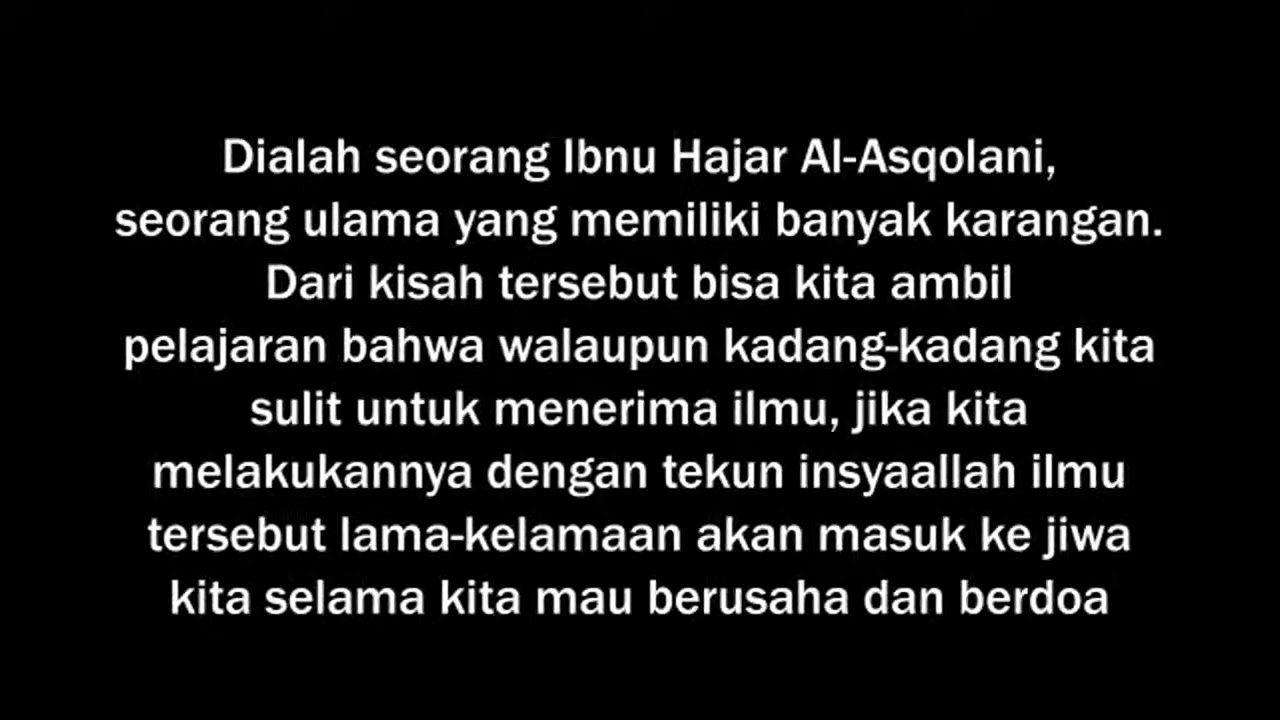 Dialah seorang Ibnu Hajar Al-Asqolani,
seorang ulama yang memiliki banyak karangan.
Dari kisah tersebut bisa kita ambil
pelajaran bahwa walaupun kadang-kadang kita
sulit untuk menerima ilmu, jika kita
melakukannya dengan tekun insyaallah ilmu
tersebut lama-kelamaan akan masuk ke jiwa
kita selama kita mau berusaha dan berdoa